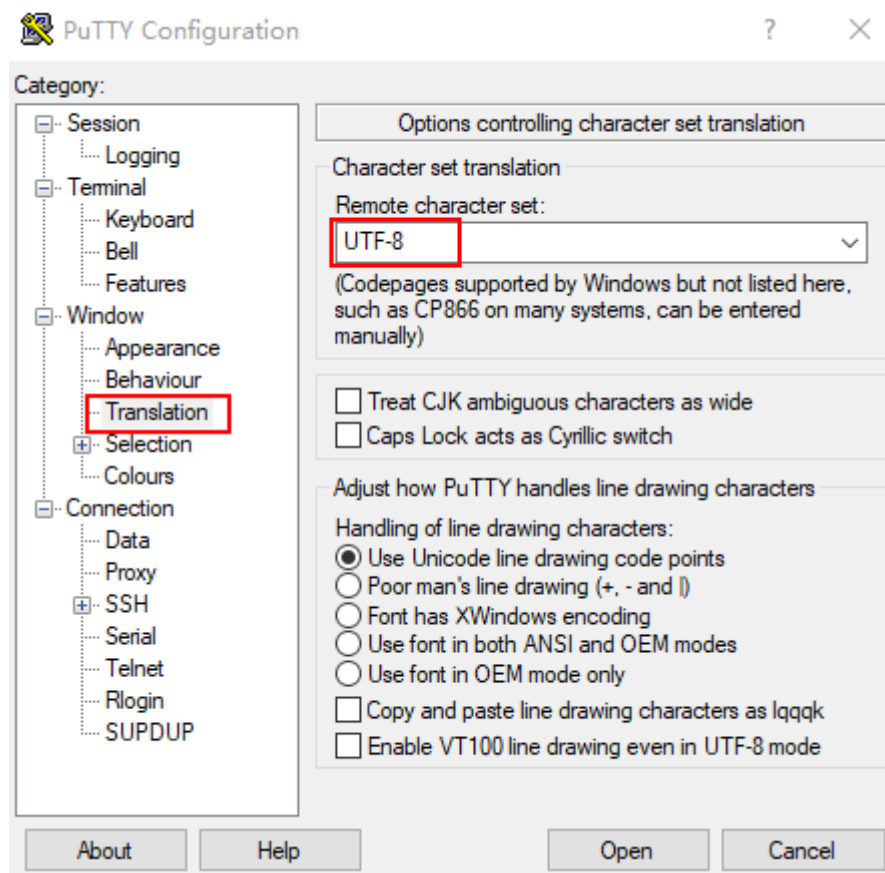 PuTTY Configuration
?
Category:
Session
Logging
Terminal
Keyboard
Bell
Features
Window
Appearance
Behaviour
Translation
Selection
Colours
Connection
Data
Proxy
SSH
Serial
Telnet
Rlogin
SUPDUP
Options controlling character set translation
Character set translation
Remote character set:
UTF-8
(Codepages supported by Windows but not listed here,
such as CP866 on many systems, can be entered
manually)
Treat CJK ambiguous characters as wide
Caps Lock acts as Cyrillic switch
Adjust how PuTTY handles line drawing characters
Handling of line drawing characters:
Use Unicode line drawing code points
Poor man's line drawing (+, - and |)
Font has XWindows encoding
Use font in both ANSI and OEM modes
Use font in OEM mode only
Copy and paste line drawing characters as lqqqk
Enable VT100 line drawing even in UTF-8 mode
About
Help
Open
Cancel